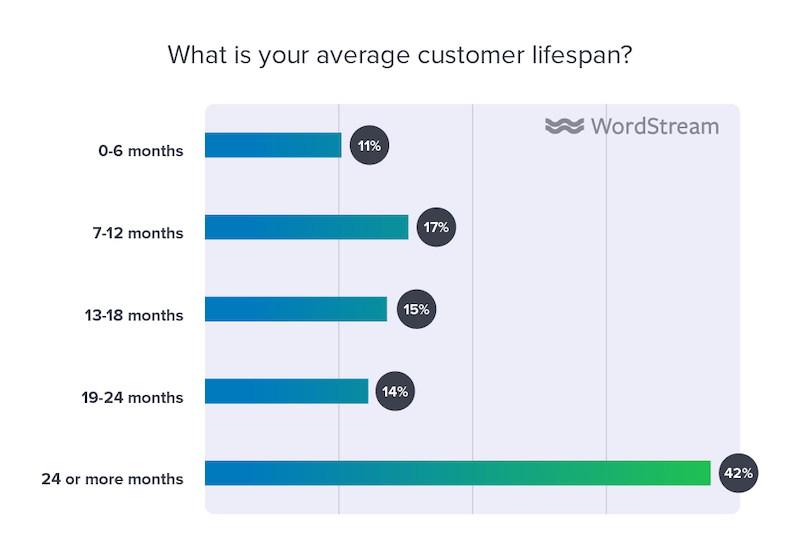 What is your average customer lifespan?
WordStream
0-6 months
11%
7-12 months
17%
13-18 months
15%
19-24 months
14%
24 or more months
42%